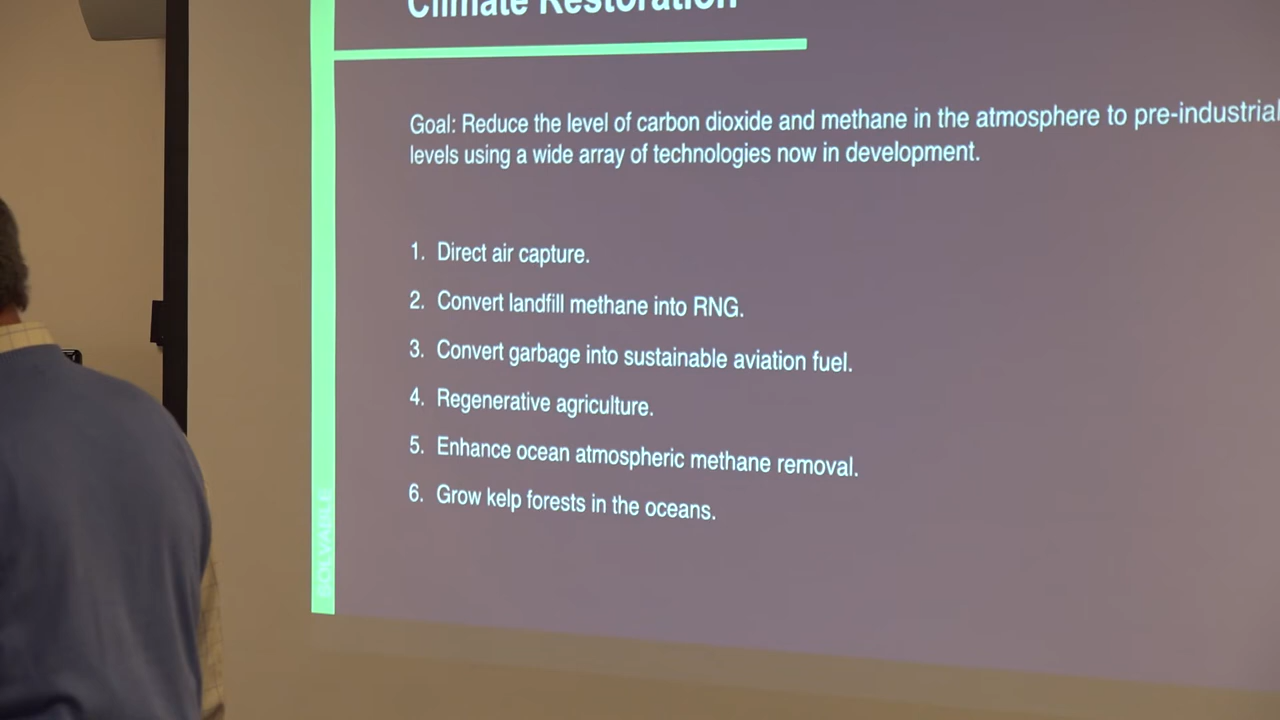 Climate Restoration
Goal: Reduce the level of carbon dioxide and methane in the atmosphere to pre-industrial
levels using a wide array of technologies now in development.
1. Direct air capture.
2. Convert landfill methane into RNG.
3. Convert garbage into sustainable aviation fuel.
4. Regenerative agriculture.
5. Enhance ocean atmospheric methane removal.
6. Grow kelp forests in the oceans.
SOLVABLE